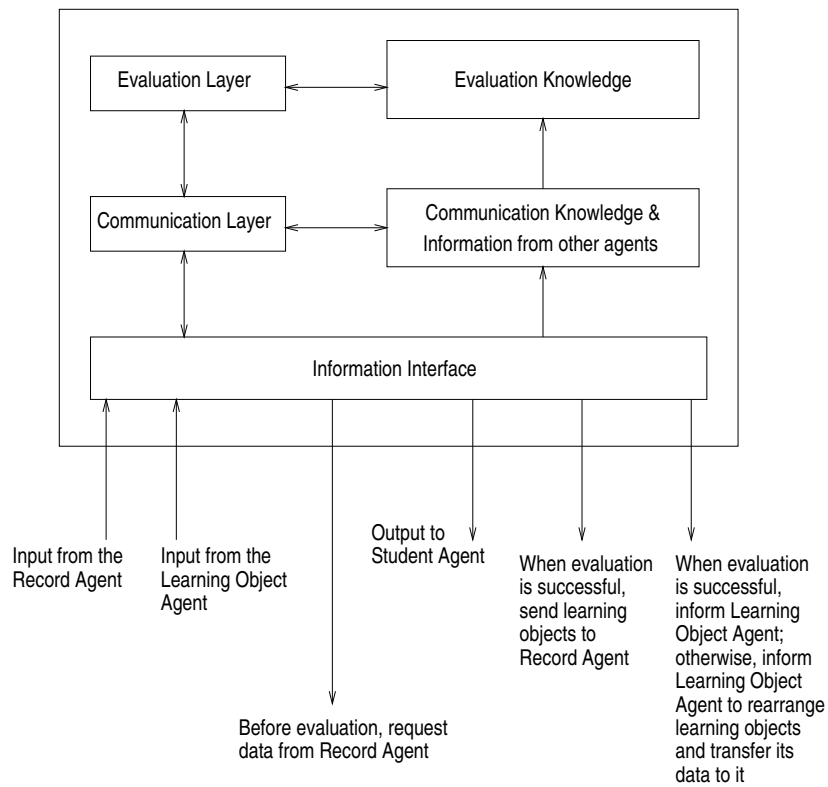 Evaluation Layer
Evaluation Knowledge
Communication Layer
Communication Knowledge &
Information from other agents
Information Interface
Input from the
Record Agent
Input from the
Learning Object
Agent
Before evaluation, request
data from Record Agent
Output to
Student Agent
When evaluation
is successful,
send learning
objects to
Record Agent
When evaluation
is successful,
inform Learning
Object Agent;
otherwise, inform
Learning Object
Agent to rearrange
learning objects
and transfer its
data to it